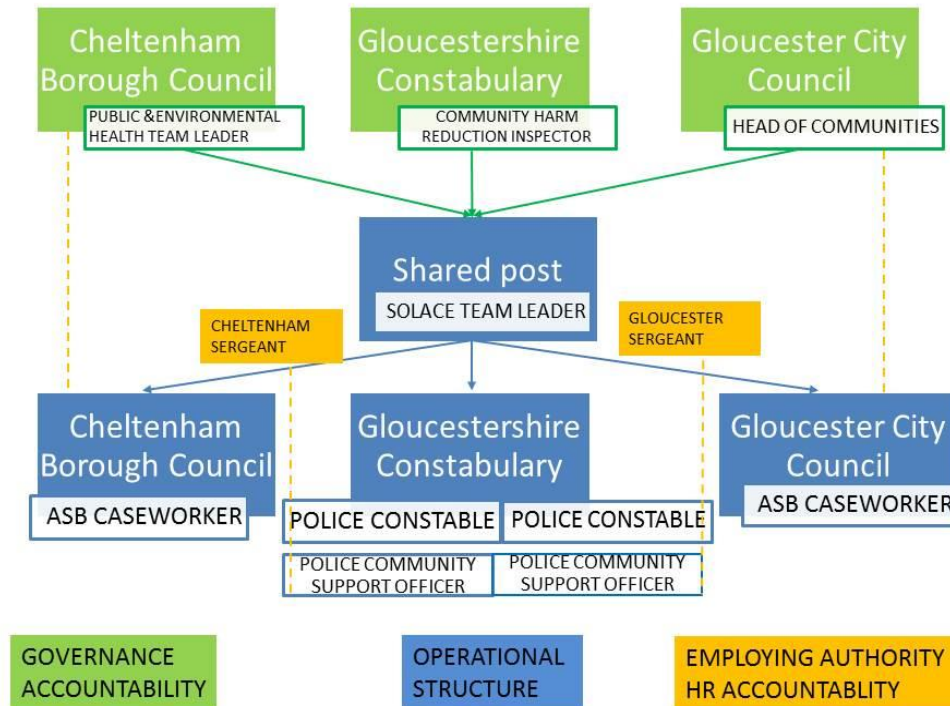 Cheltenham
Borough Council
PUBLIC &ENVIRONMENTAL
HEALTH TEAM LEADER
Gloucestershire
Constabulary
COMMUNITY HARM
REDUCTION INSPECTOR
Gloucester City
Council
HEAD OF COMMUNITIES
Shared post
SOLACE TEAM LEADER
CHELTENHAM
SERGEANT
GLOUCESTER
SERGEANT
Cheltenham
Borough Council
ASB CASEWORKER
Gloucestershire
Constabulary
POLICE CONSTABLE
POLICE CONSTABLE
POLICE COMMUNITY
SUPPORT OFFICER
POLICE COMMUNITY
SUPPORT OFFICER
Gloucester City
Council
ASB CASEWORKER
GOVERNANCE
ACCOUNTABILITY
OPERATIONAL
STRUCTURE
EMPLOYING AUTHORITY
HR ACCOUNTABLITY